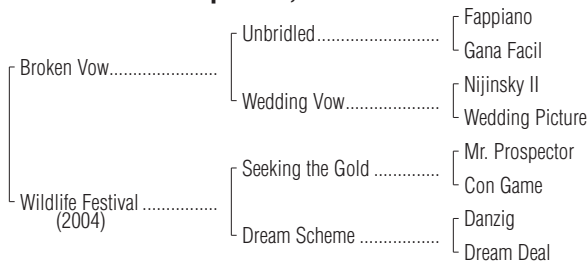 Unbridled....................
Fappiano
Gana Facil
Broken Vow......................
Wedding Vow...................
Nijinsky II
Wedding Picture
Seeking the Gold ..............
Mr. Prospector
Con Game
Wildlife Festival ...............
(2004)
Dream Scheme ................
Danzig
Dream Deal